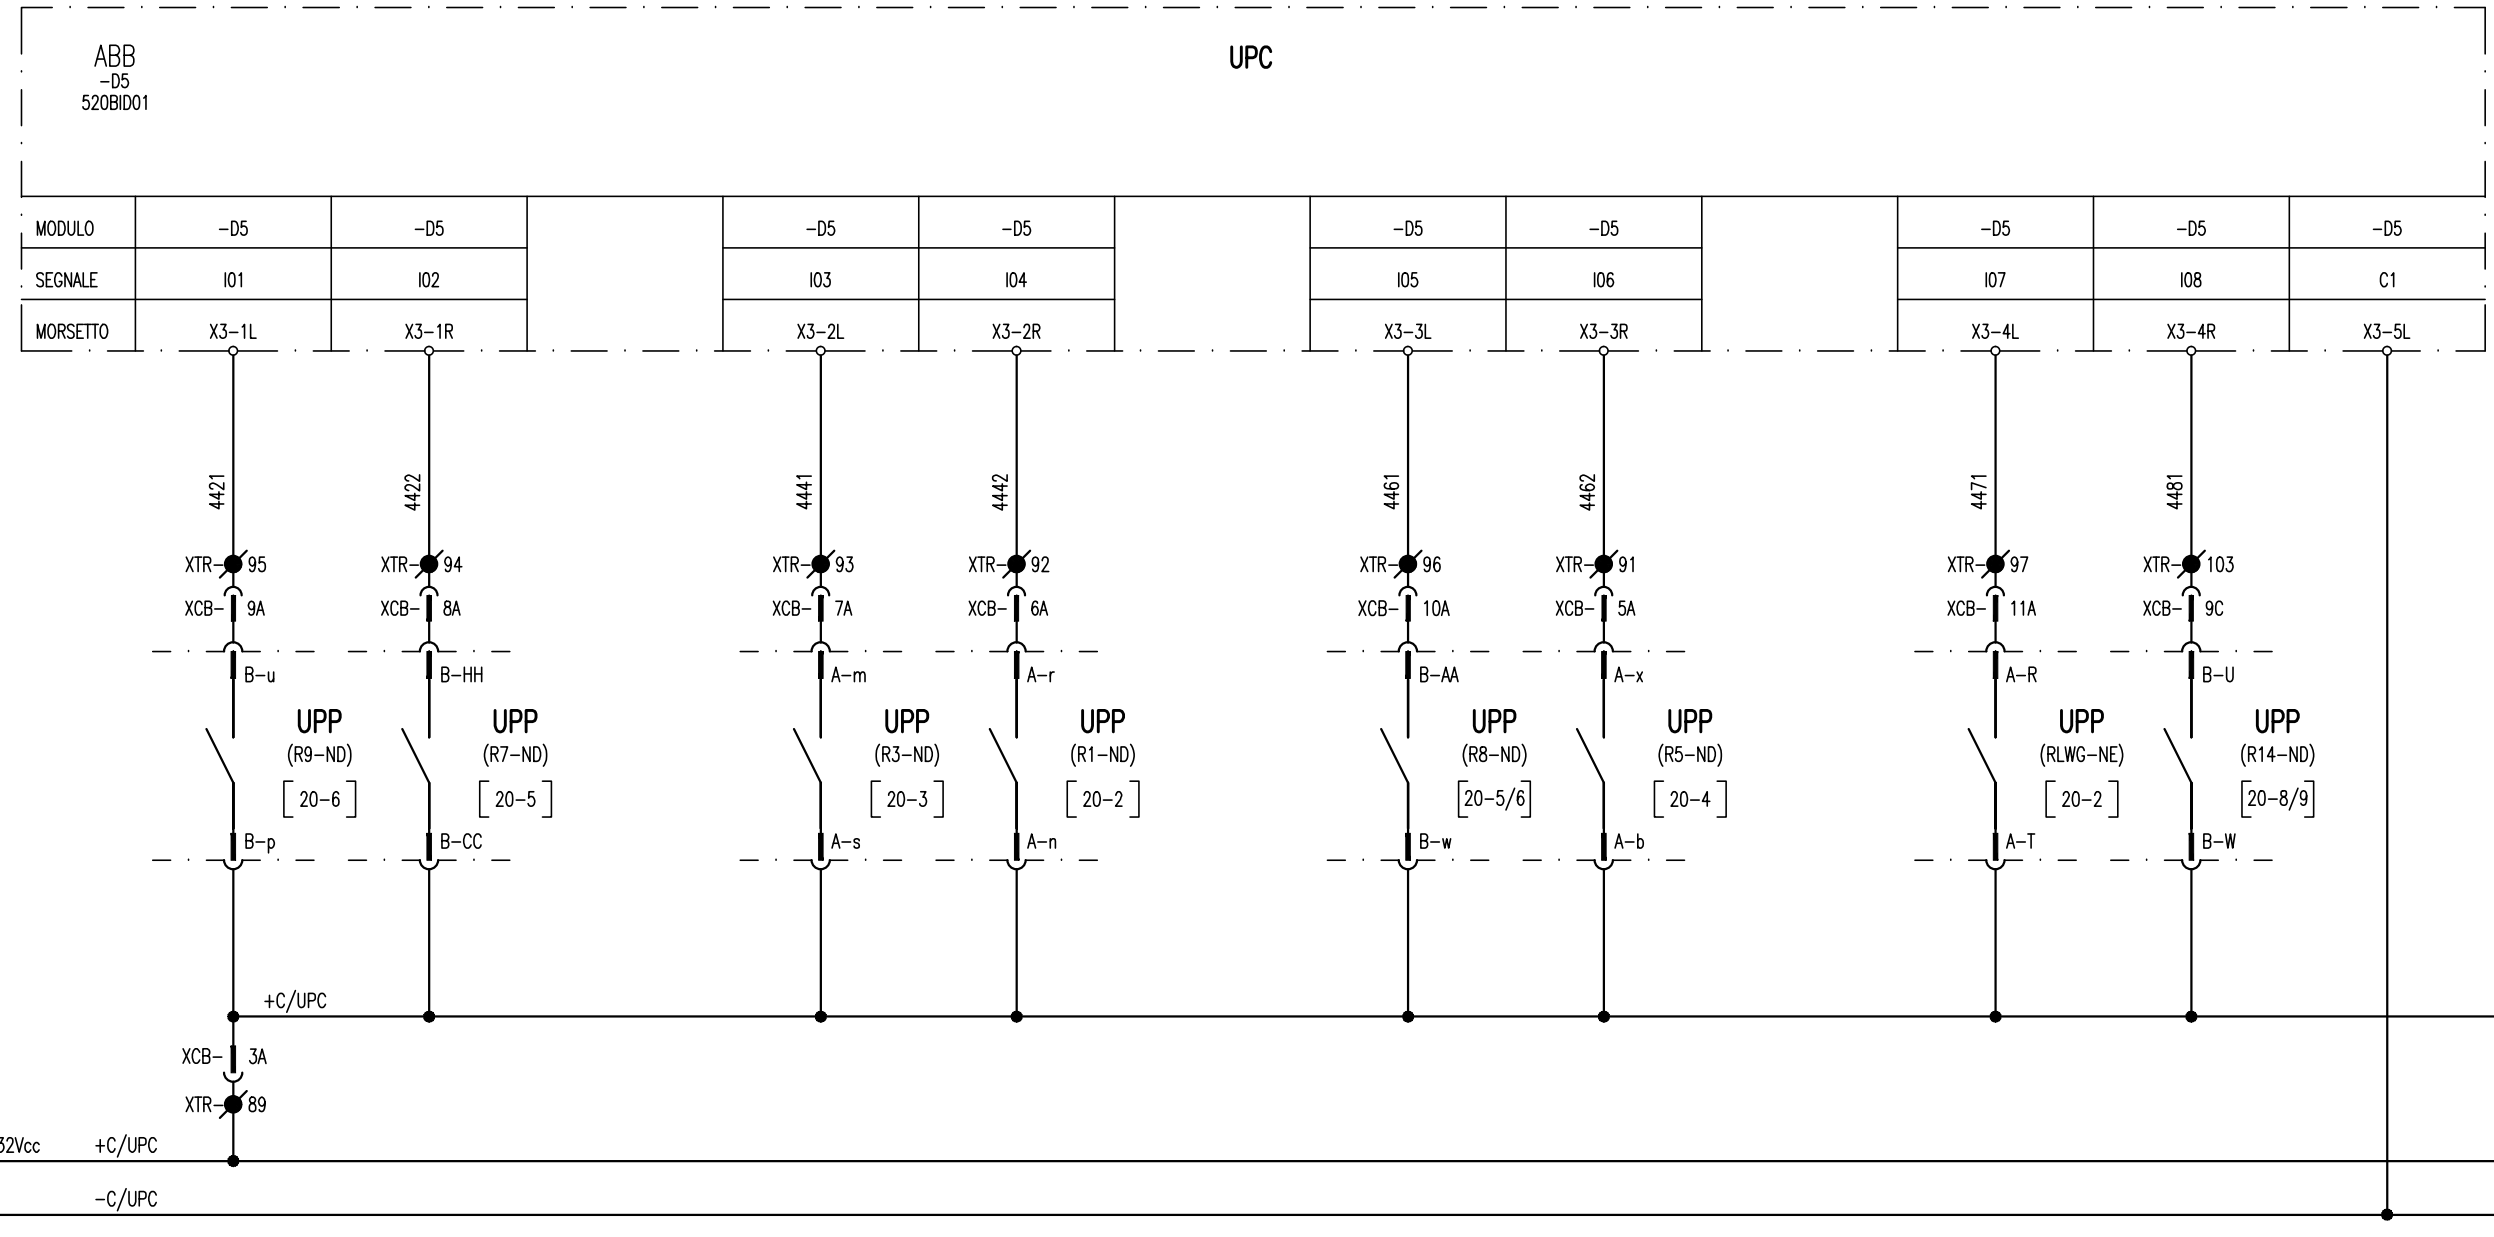 ABB
-D5
520BID01
UPC
MODULO -D5 -D5 -D5 -D5 -D5 -D5 -D5 -D5 -D5
SEGNALE I01 I02 I03 I04 I05 I06 I07 I08 C1
MORSETTO X3-1L X3-1R X3-2L X3-2R X3-3L X3-3R X3-4L X3-4R X3-5L
4421 4422 4441 4442 4461 4462 4471 4481
XTR- 95 XTR- 94 XTR- 93 XTR- 92 XTR- 96 XTR- 91 XTR- 97 XTR- 103
XCB- 9A XCB- 8A XCB- 7A XCB- 6A XCB- 10A XCB- 5A XCB- 11A XCB- 9C
B-u B-HH A-m A-r B-AA A-x A-R B-U
UPP UPP UPP UPP UPP UPP UPP UPP
(R9-ND) (R7-ND) (R3-ND) (R1-ND) (R8-ND) (R5-ND) (RLWG-NE) (R14-ND)
[20-6] [20-5] [20-3] [20-2] [20-5/6] [20-4] [20-2] [20-8/9]
B-p B-CC A-s A-n B-w A-b A-T B-W
+C/UPC
XCB- 3A
XTR- 89
32Vcc +C/UPC
-C/UPC